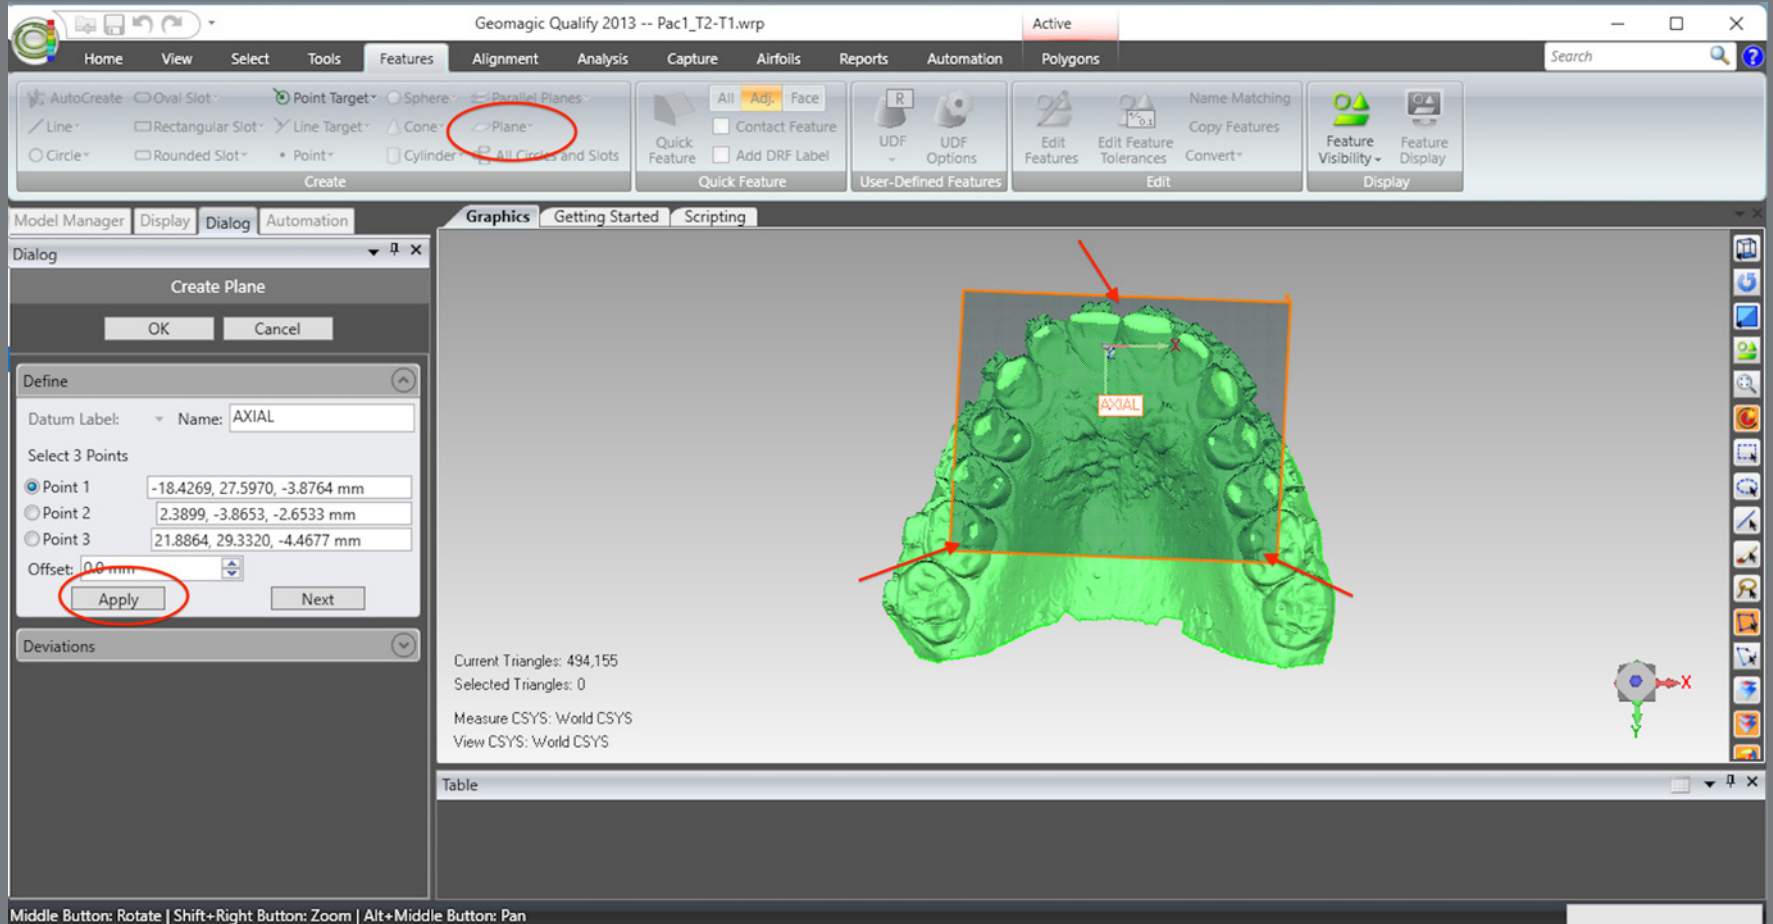 Geomagic Qualify 2013 -- Pac1_T2-T1.wrp
Active
Home View Select Tools Features Alignment Analysis Capture Airfoils Reports Automation Polygons
Search
AutoCreate Oval Slot Point Target Sphere Parallel Planes
Line Rectangular Slot Line Target Cone Plane
Circle Rounded Slot Point Cylinder All Circles and Slots
Create
Quick Feature
All Adj. Face
Contact Feature
Add DRF Label
Quick Feature
R
UDF
UDF Options
User-Defined Features
Edit Features
Edit Feature Tolerances
Name Matching
Copy Features
Convert
Edit
Feature Visibility
Feature Display
Display
Model Manager Display Dialog Automation
Graphics Getting Started Scripting
Dialog
Create Plane
OK Cancel
Define
Datum Label: Name: AXIAL
Select 3 Points
Point 1 -18.4269, 27.5970, -3.8764 mm
Point 2 2.3899, -3.8653, -2.6533 mm
Point 3 21.8864, 29.3320, -4.4677 mm
Offset: 0.0 mm
Apply Next
Deviations
X
AXIAL
Current Triangles: 494,155
Selected Triangles: 0
Measure CSYS: World CSYS
View CSYS: World CSYS
X
Y
Table
Middle Button: Rotate | Shift+Right Button: Zoom | Alt+Middle Button: Pan